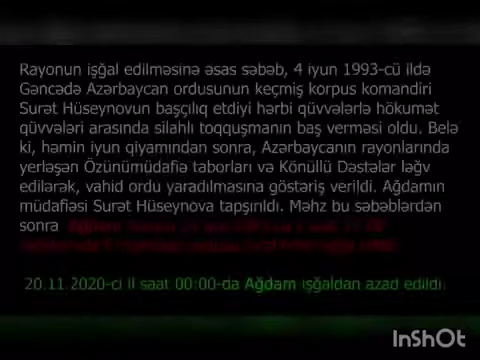 Rayonun işğal edilməsinə əsas səbəb, 4 iyun 1993-cü ildə
Gəncədə Azərbaycan ordusunun keçmiş korpus komandiri
Surət Hüseynovun başçılıq etdiyi hərbi qüvvələrlə hökumət
qüvvələri arasında silahlı toqquşmanın baş verməsi oldu. Belə
ki, həmin iyun qiyamından sonra, Azərbaycanın rayonlarında
yerləşən Özünümüdafiə taborları və Könüllü Dəstələr ləğv
edilərək, vahid ordu yaradılmasına göstəriş verildi. Ağdamın
müdafiəsi Surət Hüseynova tapşırıldı. Məhz bu səbəblərdən
sonra Ağdam
20.11.2020-ci il saat 00:00-da Ağdam işğaldan azad edildi.
InShOt